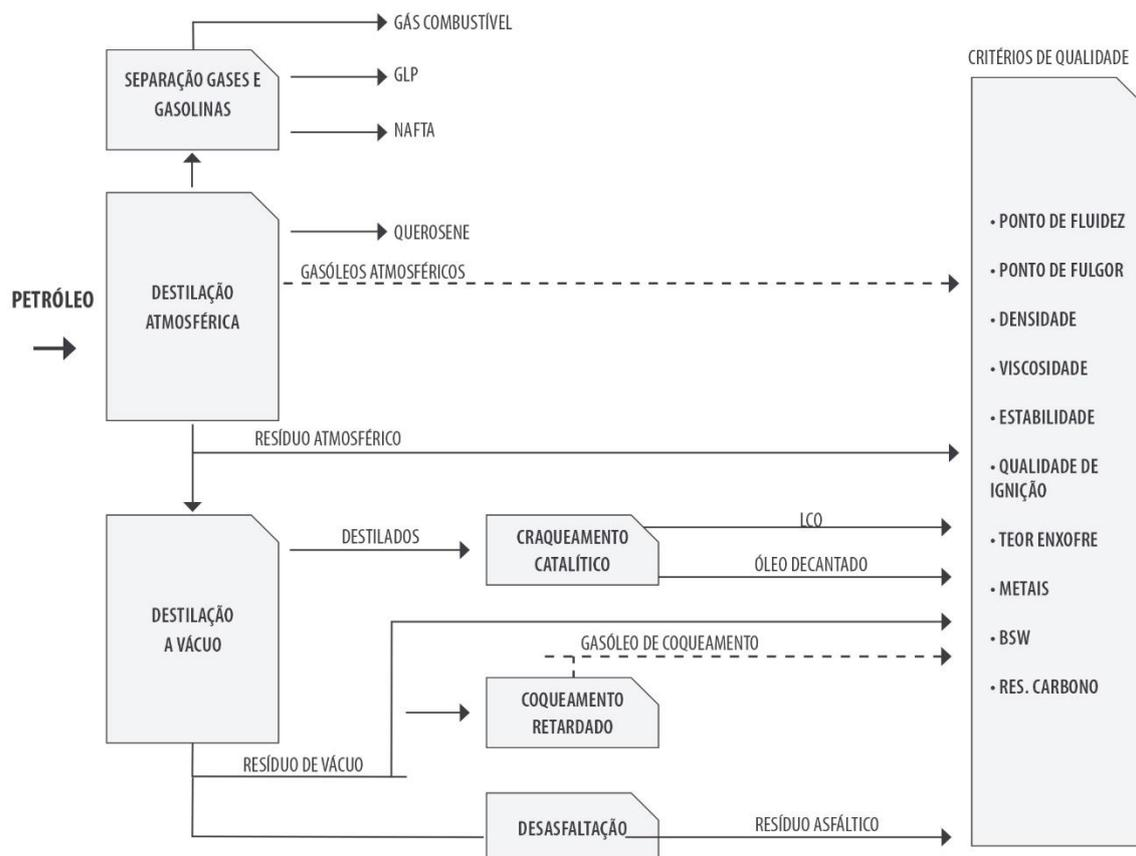 GÁS COMBUSTÍVEL
SEPARAÇÃO GASES E
GASOLINAS
GLP
NAFTA
CRITÉRIOS DE QUALIDADE
PETRÓLEO
DESTILAÇÃO
ATMOSFÉRICA
QUEROSENE
GASÓLEOS ATMOSFÉRICOS
RESÍDUO ATMOSFÉRICO
DESTILAÇÃO
A VÁCUO
DESTILADOS
CRAQUEAMENTO
CATALÍTICO
LCO
ÓLEO DECANTADO
GASÓLEO DE COQUEAMENTO
COQUEAMENTO
RETARDADO
RESÍDUO DE VÁCUO
DESASFALTAÇÃO
RESÍDUO ASFÁLTICO
• PONTO DE FLUIDEZ
• PONTO DE FULGOR
• DENSIDADE
• VISCOSIDADE
• ESTABILIDADE
• QUALIDADE DE
IGNIÇÃO
• TEOR ENXOFRE
• METAIS
• BSW
• RES. CARBONO